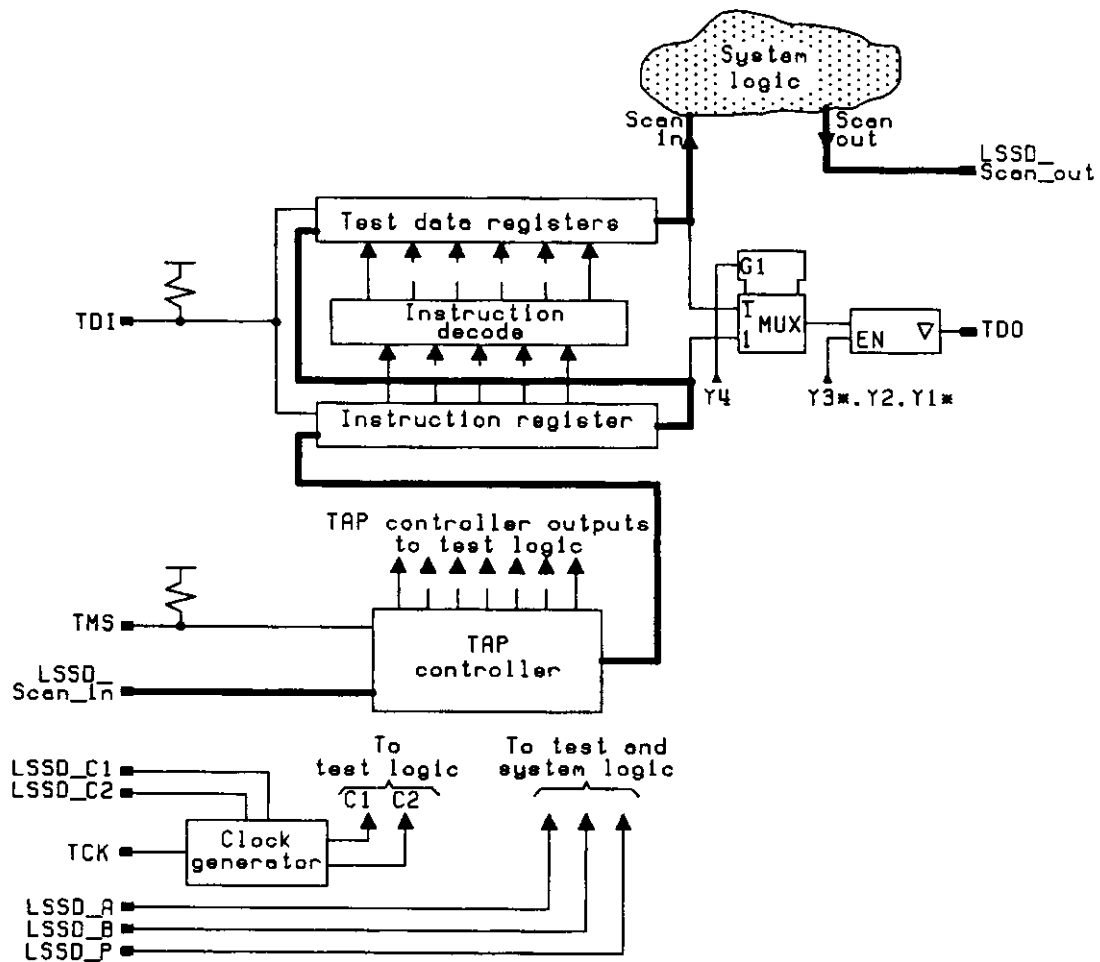 System
logic
Scan
in
Scan
out
LSSD_
Scan_out
Test data registers
G1
TDI
Instruction
decode
1
MUX
1
EN
▽
TDO
Y4
Y3*.Y2.Y1*
Instruction register
TAP controller outputs
to test logic
TMS
TAP
controller
LSSD_
Scan_in
To
test logic
To test and
system logic
LSSD_C1
LSSD_C2
C1 C2
Clock
generator
TCK
LSSD_A
LSSD_B
LSSD_P